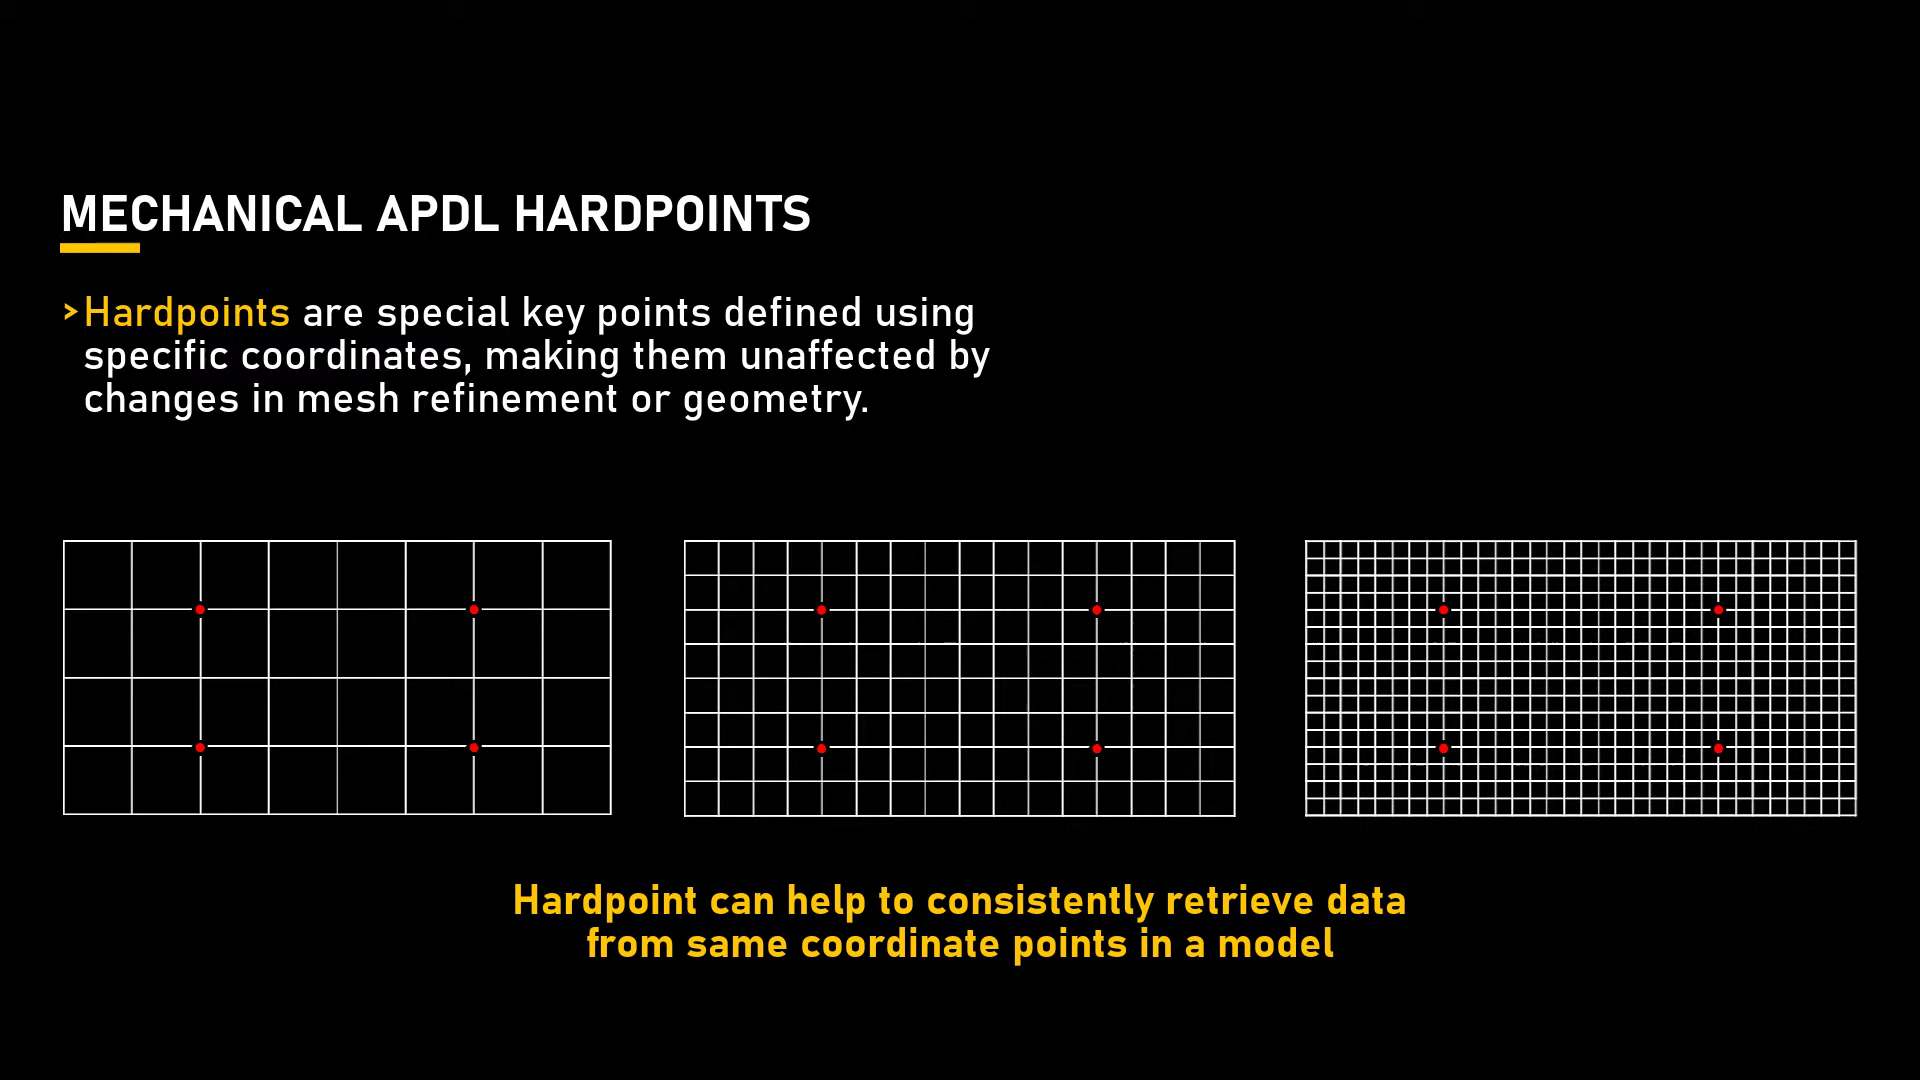 MECHANICAL APDL HARDPOINTS
>Hardpoints are special key points defined using
specific coordinates, making them unaffected by
changes in mesh refinement or geometry.
Hardpoint can help to consistently retrieve data
from same coordinate points in a model